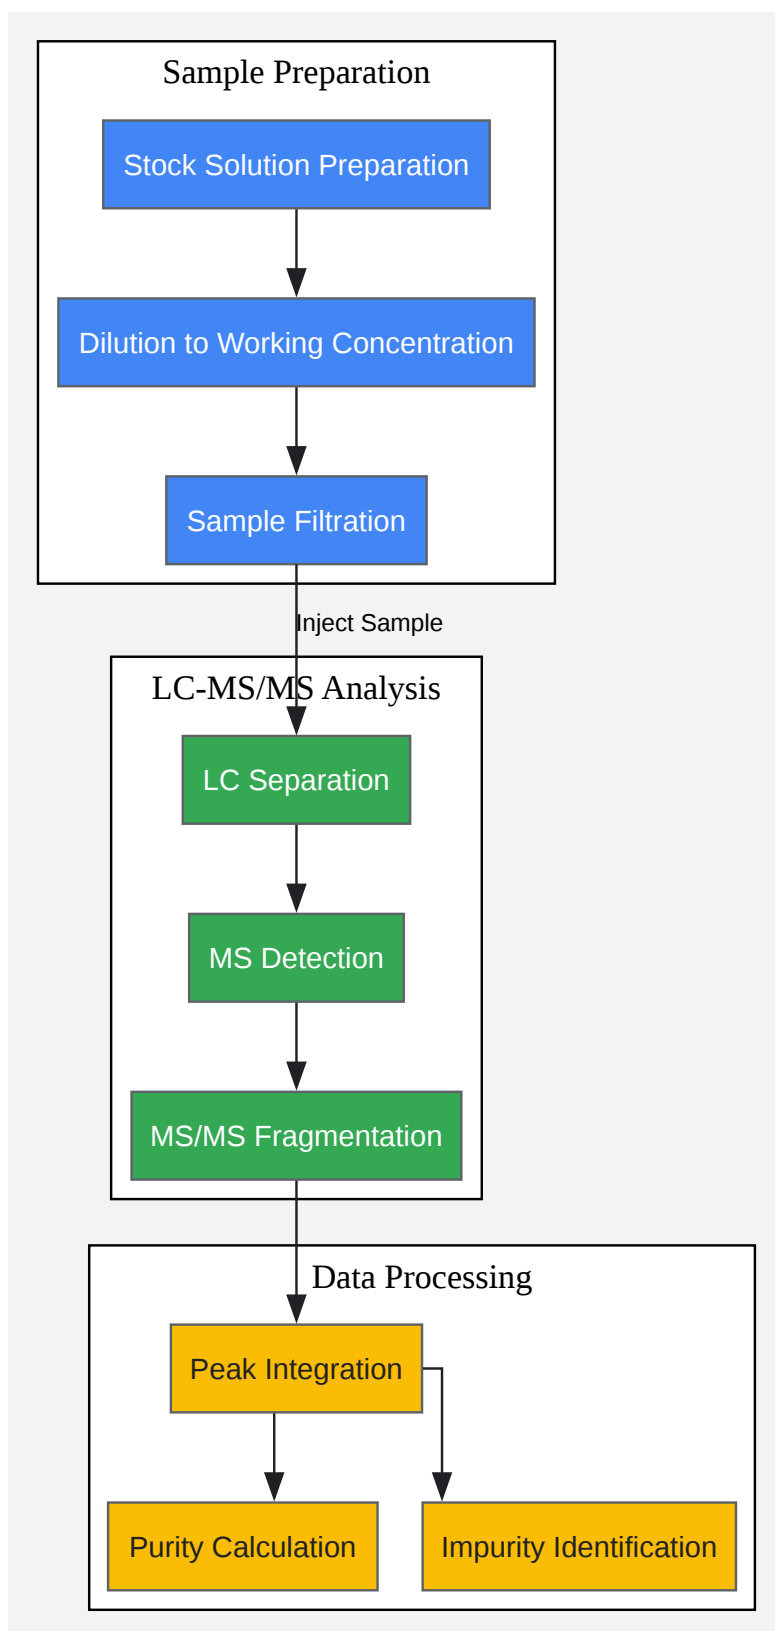 Sample Preparation
Stock Solution Preparation
Dilution to Working Concentration
Sample Filtration
Inject Sample
LC-MS/MS Analysis
LC Separation
MS Detection
MS/MS Fragmentation
Data Processing
Peak Integration
Purity Calculation
Impurity Identification